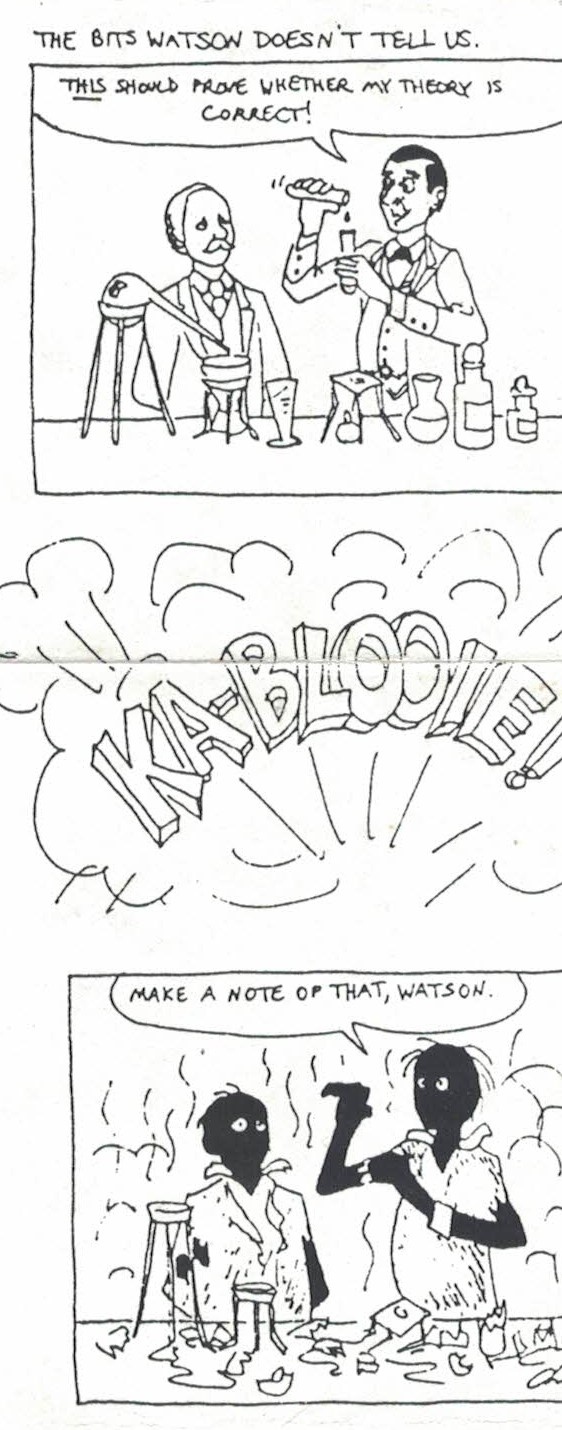 THE BITS WATSON DOESN'T TELL US.
THIS SHOULD PROVE WHETHER MY THEORY IS
CORRECT!
KA-BLOOIE!
MAKE A NOTE OF THAT, WATSON.